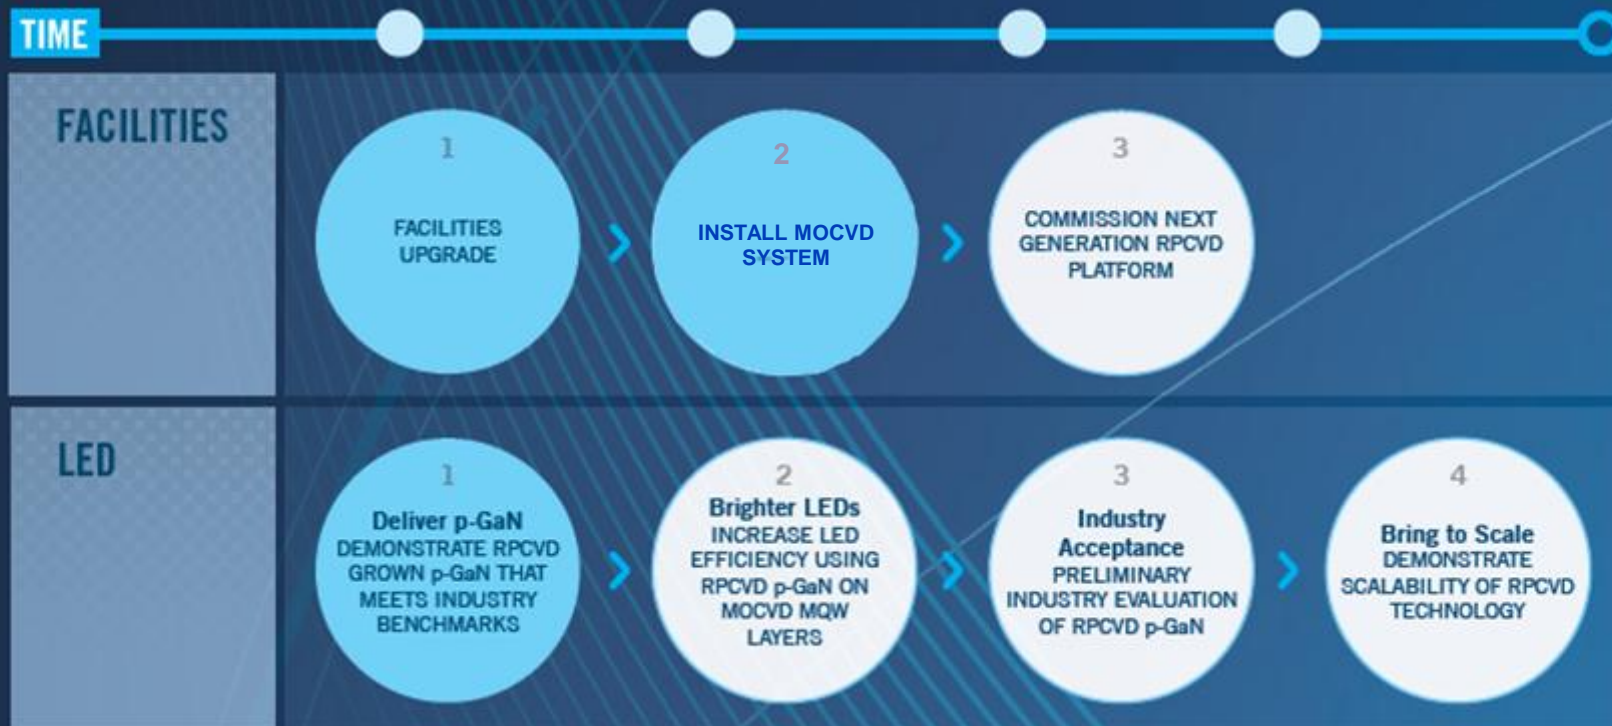 TIME
FACILITIES
1
FACILITIES
UPGRADE
2
INSTALL MOCVD
SYSTEM
3
COMMISSION NEXT
GENERATION RPCVD
PLATFORM
LED
1
Deliver p-GaN
DEMONSTRATE RPCVD
GROWN p-GaN THAT
MEETS INDUSTRY
BENCHMARKS
2
Brighter LEDs
INCREASE LED
EFFICIENCY USING
RPCVD p-GaN ON
MOCVD MQW
LAYERS
3
Industry
Acceptance
PRELIMINARY
INDUSTRY EVALUATION
OF RPCVD p-GaN
4
Bring to Scale
DEMONSTRATE
SCALABILITY OF RPCVD
TECHNOLOGY